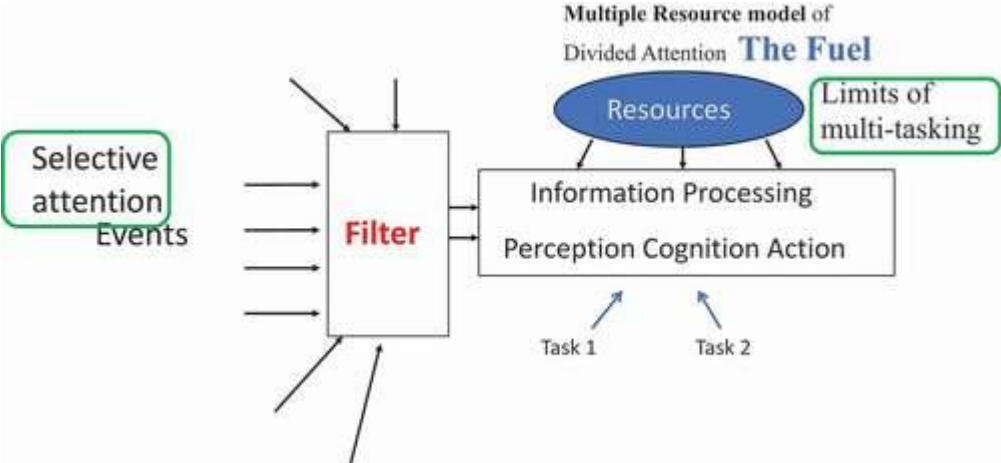 Multiple Resource model of
Divided Attention The Fuel
Resources
Limits of
multi-tasking
Selective
attention
Events
Filter
Information Processing
Perception Cognition Action
Task 1
Task 2